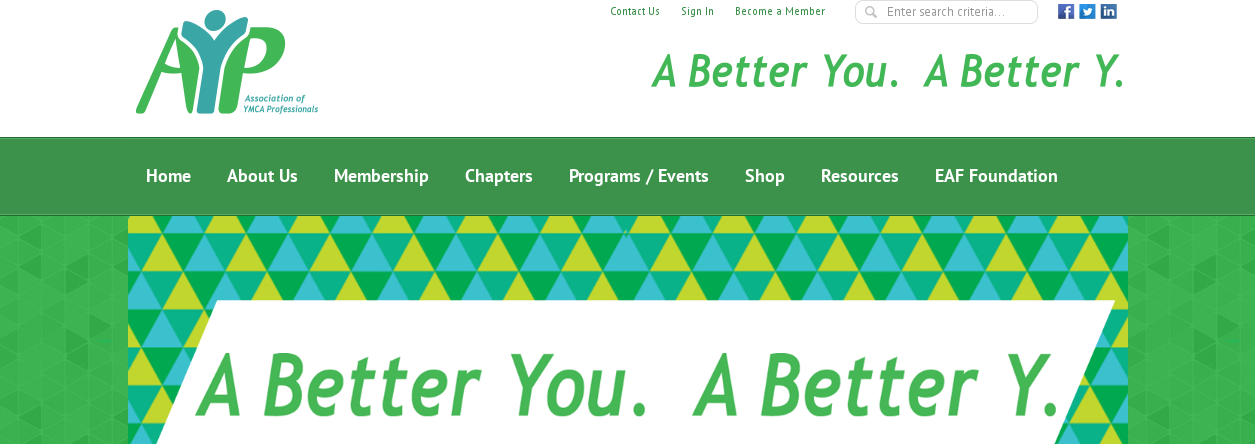 Contact Us Sign In Become a Member Enter search criteria...
AYP
Association of
YMCA Professionals
A Better You. A Better Y.
Home About Us Membership Chapters Programs / Events Shop Resources EAF Foundation
A Better You. A Better Y.